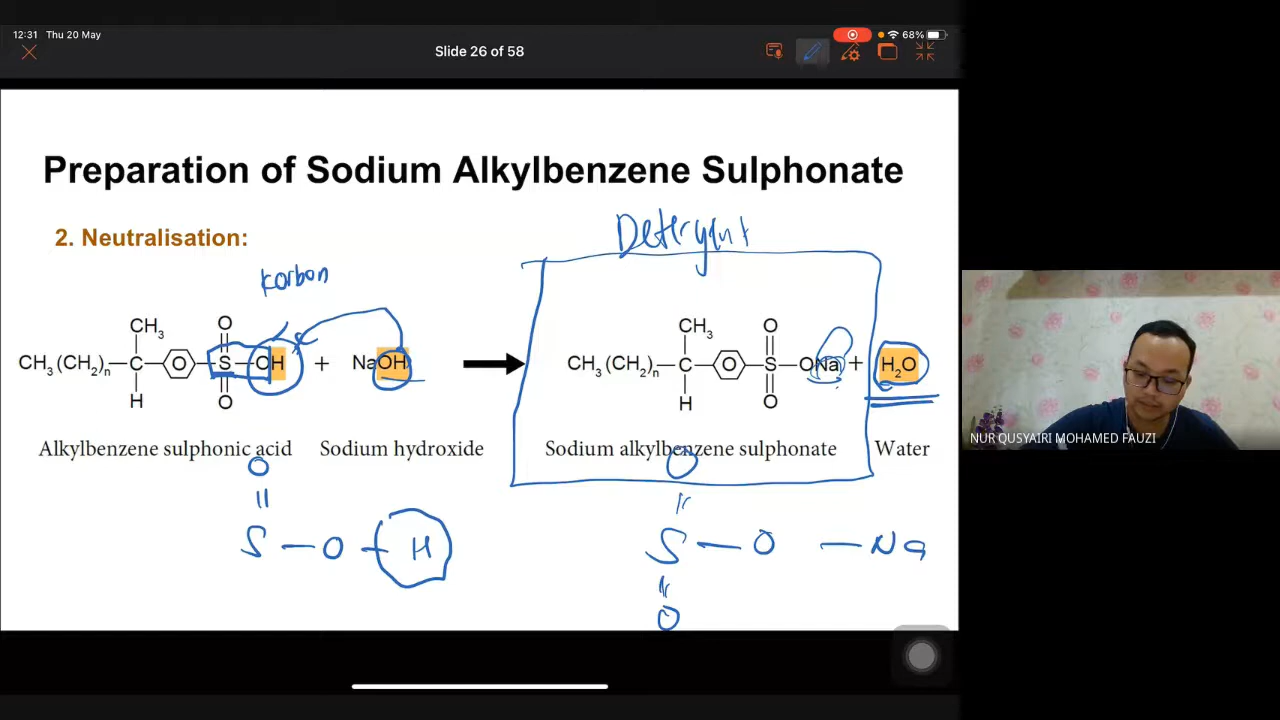 12:31 Thu 20 May
68%
Slide 26 of 58
Preparation of Sodium Alkylbenzene Sulphonate
2. Neutralisation:
Detergent
Karbon
CH3 O CH3 O
CH3(CH2)n—C—O—S—OH + NaOH CH3(CH2)n—C—O—S—ONa + H2O
H O H O
Alkylbenzene sulphonic acid Sodium hydroxide Sodium alkylbenzene sulphonate Water
O O
S — O — H S — O — Na
O
NUR QUSYAIRI MOHAMED FAUZI